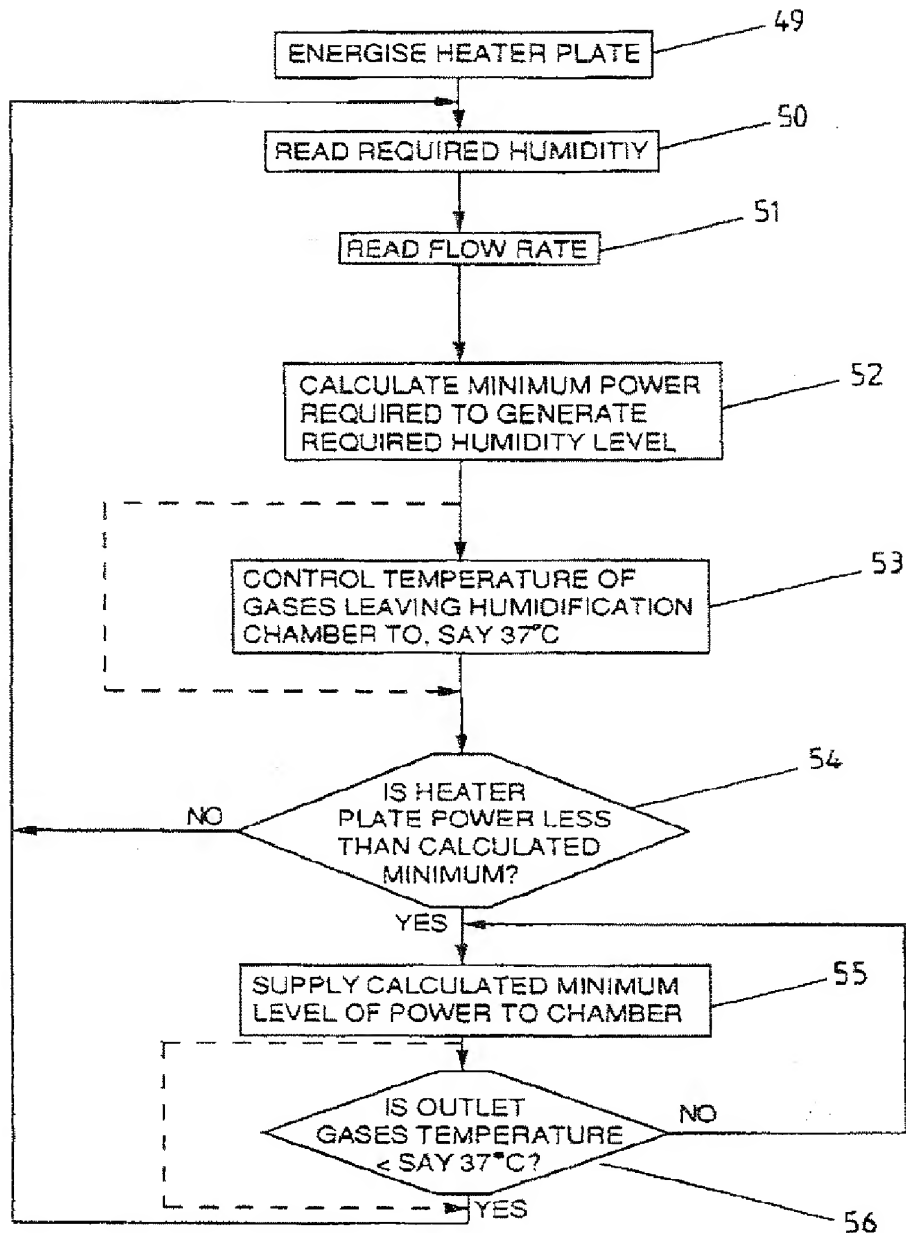 49
ENERGISE HEATER PLATE
50
READ REQUIRED HUMIDITIY
51
READ FLOW RATE
52
CALCULATE MINIMUM POWER
REQUIRED TO GENERATE
REQUIRED HUMIDITY LEVEL
53
CONTROL TEMPERATURE OF
GASES LEAVING HUMIDIFICATION
CHAMBER TO, SAY 37°C
54
IS HEATER
PLATE POWER LESS
THAN CALCULATED
MINIMUM?
NO
YES
55
SUPPLY CALCULATED MINIMUM
LEVEL OF POWER TO CHAMBER
IS OUTLET
GASES TEMPERATURE
< SAY 37°C?
NO
YES
56